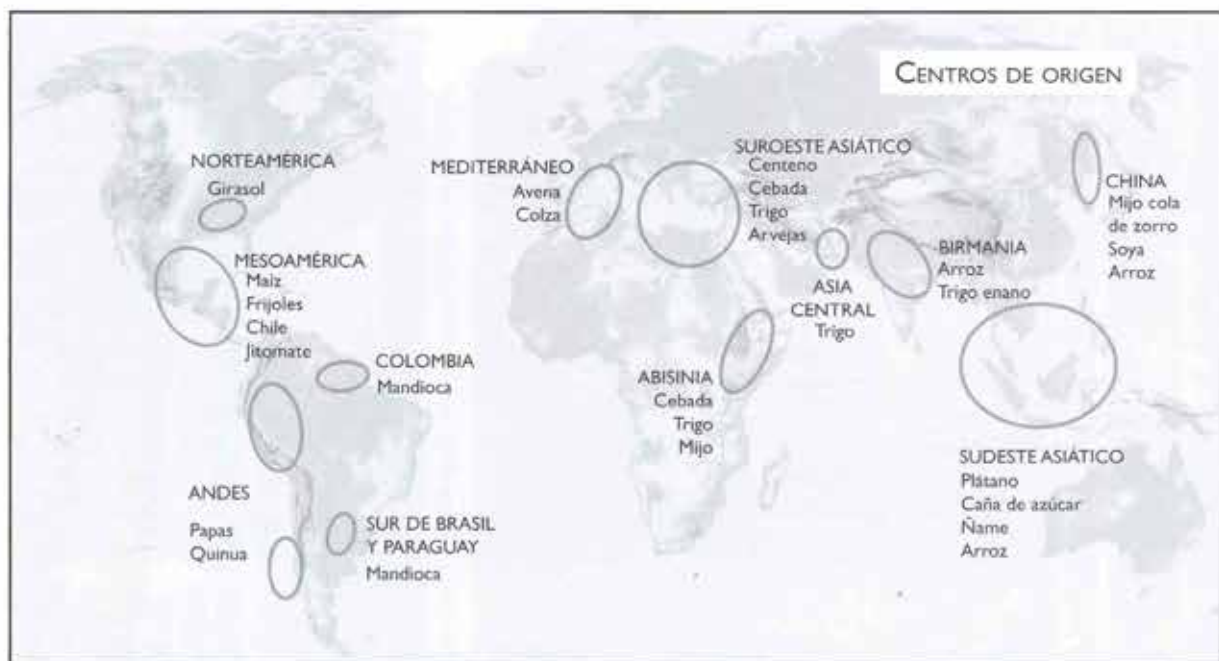 CENTROS DE ORIGEN
NORTEAMÉRICA
Girasol
MESOAMÉRICA
Maíz
Frijoles
Chile
Jitomate
COLOMBIA
Mandioca
ANDES
Papas
Quinua
SUR DE BRASIL
Y PARAGUAY
Mandioca
MEDITERRÁNEO
Avena
Colza
SUROESTE ASIÁTICO
Centeno
Cebada
Trigo
Arvejas
ABISINIA
Cebada
Trigo
Mijo
ASIA
CENTRAL
Trigo
BIRMANIA
Arroz
Trigo enano
CHINA
Mijo cola
de zorro
Soya
Arroz
SUDESTE ASIÁTICO
Plátano
Caña de azúcar
Ñame
Arroz